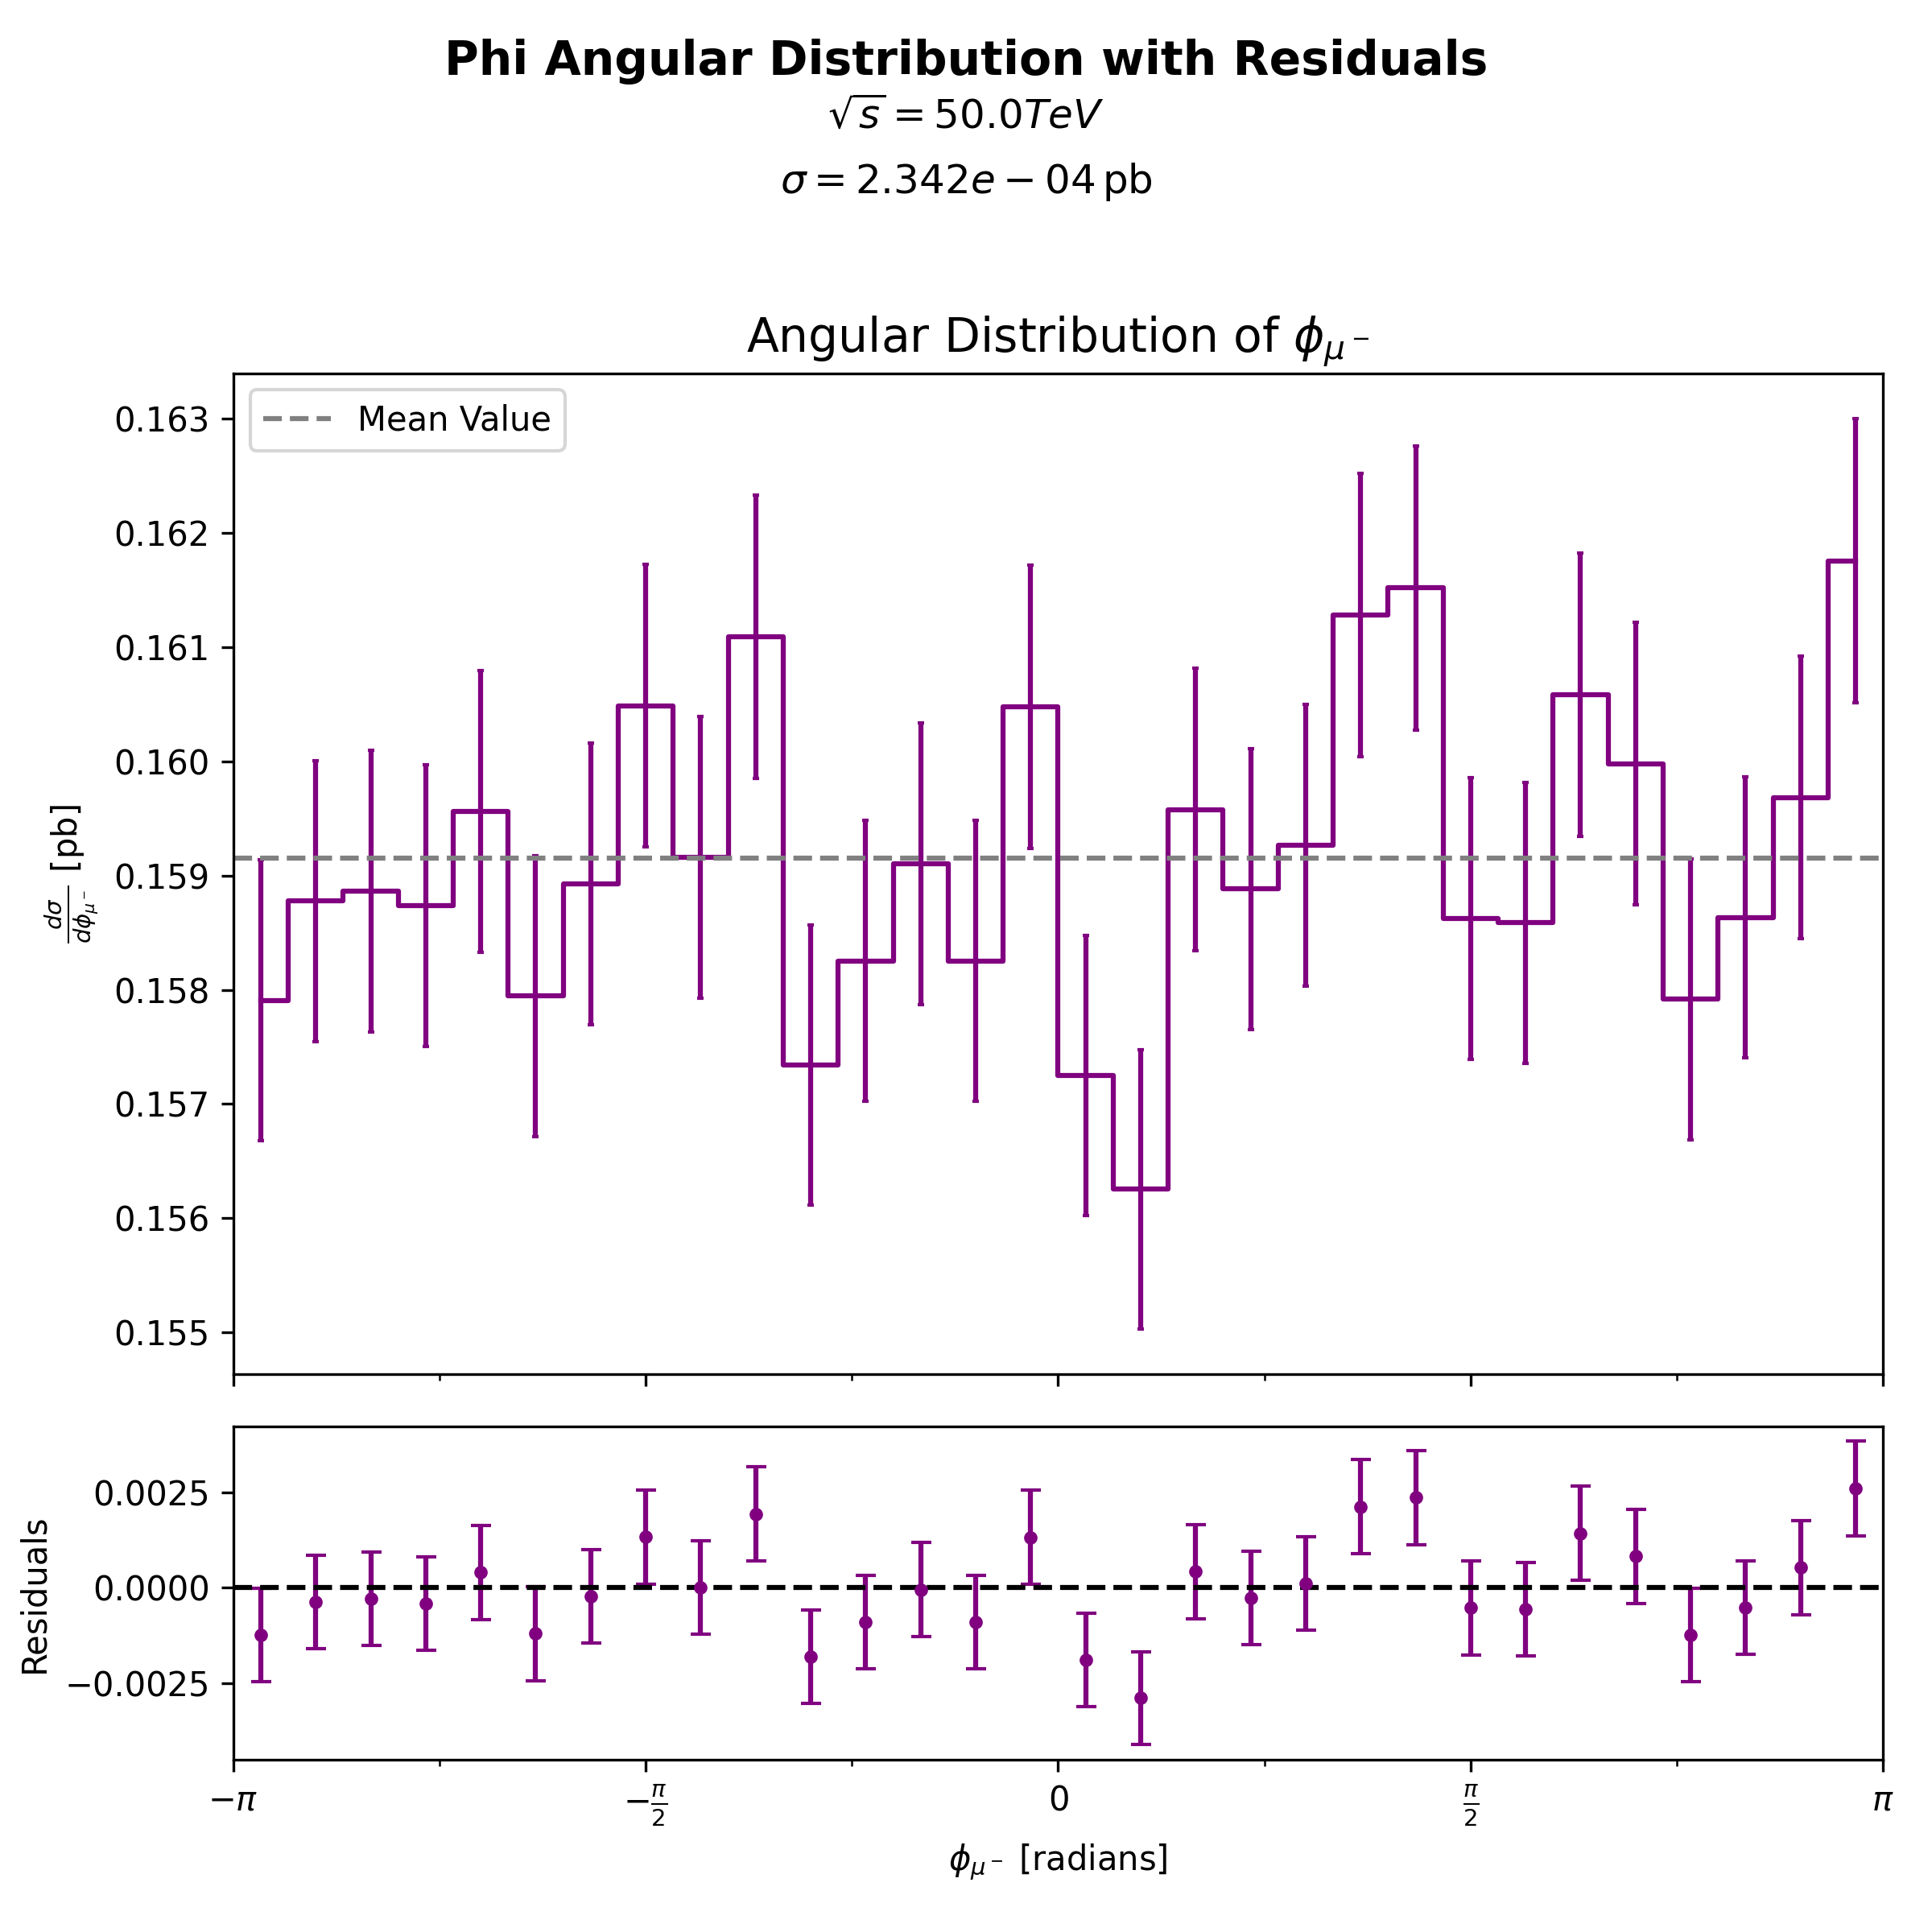 Phi Angular Distribution with Residuals
√s = 50.0TeV
σ = 2.342e − 04 pb
Angular Distribution of ϕ_μ⁻
Mean Value
0.163
0.162
0.161
0.160
0.159
0.158
0.157
0.156
0.155
dσ/dϕ_μ⁻ [pb]
0.0025
0.0000
−0.0025
Residuals
−π −π/2 0 π/2 π
ϕ_μ⁻ [radians]